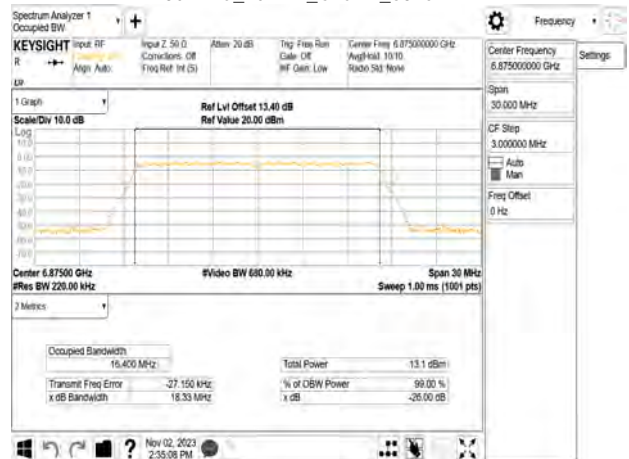 Spectrum Analyzer 1
Occupied BW
Frequency
KEYSIGHT
Input: RF
Input Z: 50 Ω
Atten: 20 dB
Trig: Free Run
Center Freq: 6.875000000 GHz
R
Corrections: Off
Gate: Off
Avg|Hold: 10/10
Align: Auto
Freq Ref: Int (S)
#IF Gain: Low
Radio Std: None
Center Frequency
6.875000000 GHz
Settings
Span
30.000 MHz
CF Step
3.000000 MHz
Auto
Man
Freq Offset
0 Hz
1 Graph
Ref Lvl Offset 13.40 dB
Scale/Div 10.0 dB
Ref Value 20.00 dBm
Log
10.0
0.00
Center 6.87500 GHz
#Video BW 680.00 kHz
Span 30 MHz
#Res BW 220.00 kHz
Sweep 1.00 ms (1001 pts)
2 Metrics
Occupied Bandwidth
16.400 MHz
Total Power
13.1 dBm
Transmit Freq Error
-27.150 kHz
% of OBW Power
99.00 %
x dB Bandwidth
18.33 MHz
x dB
-26.00 dB
Nov 02, 2023
2:35:08 PM